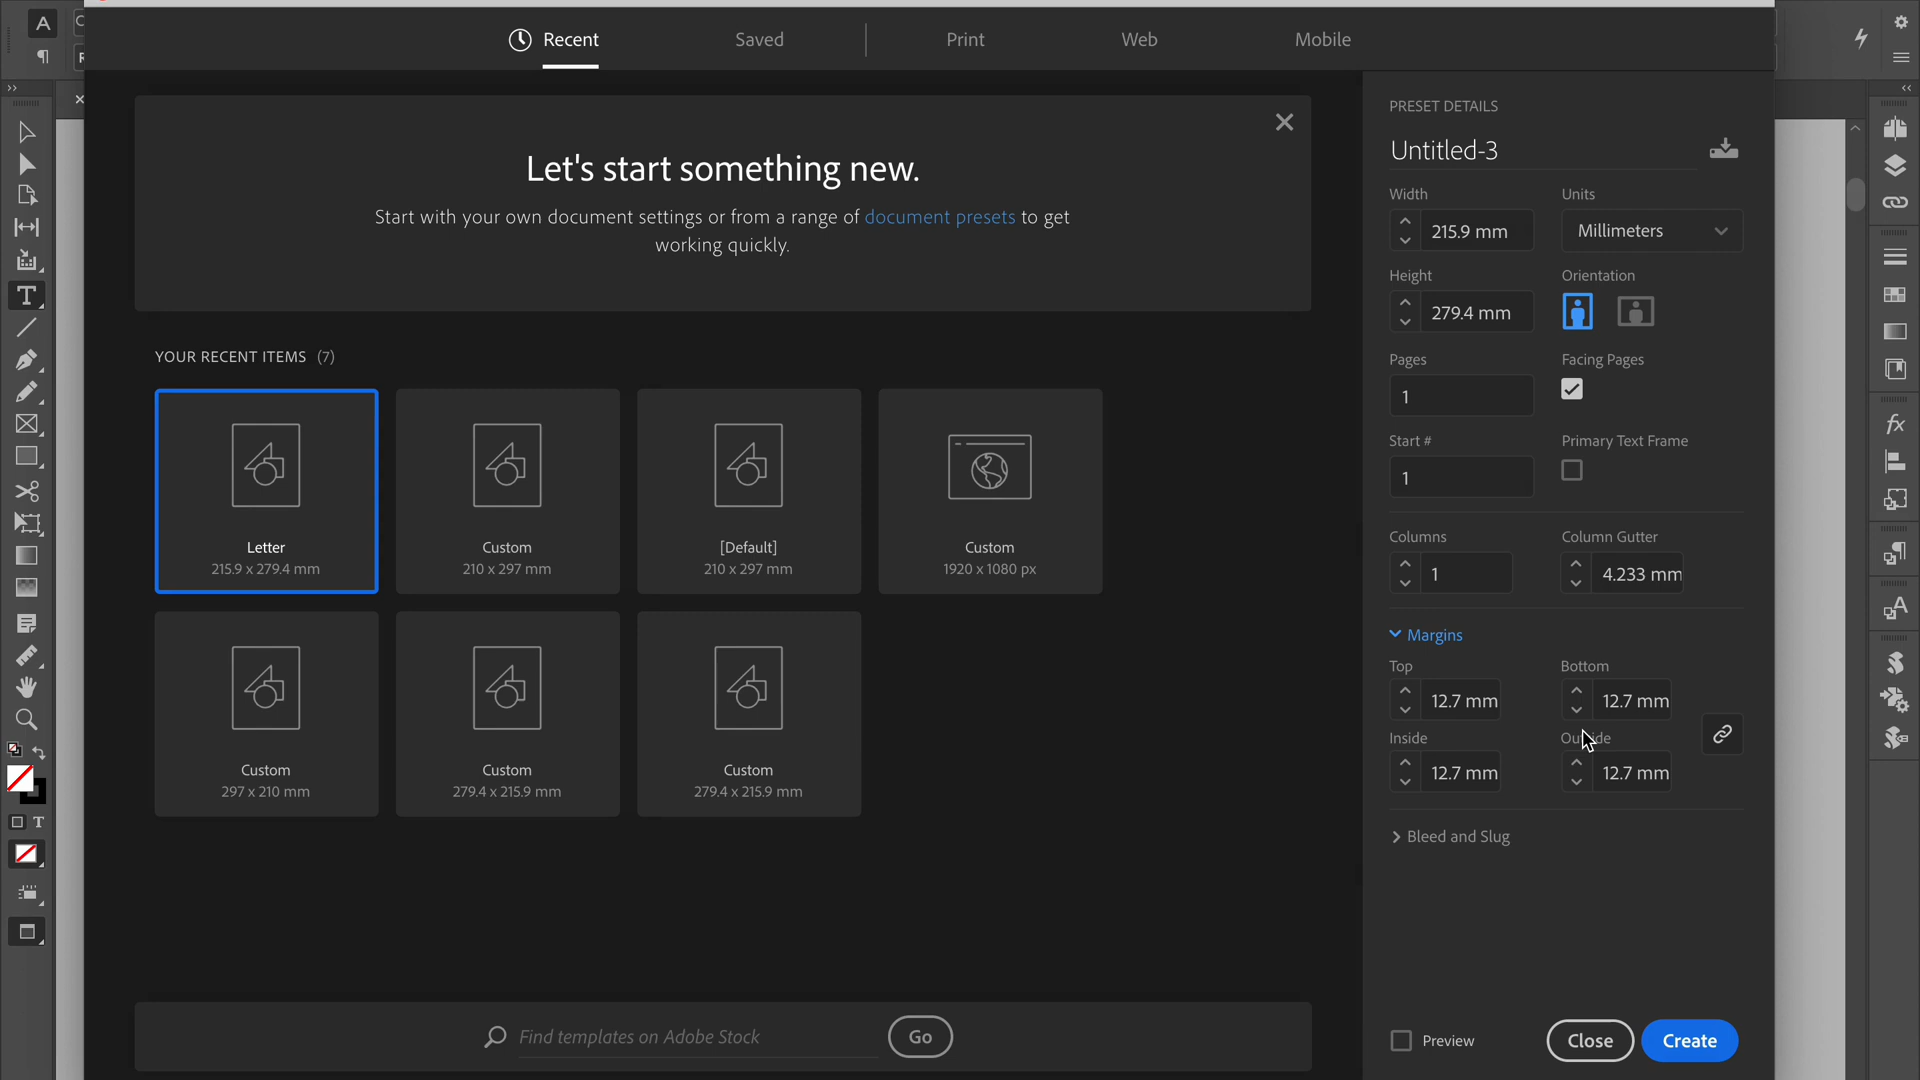 Recent
Saved
Print
Web
Mobile
Let's start something new.
Start with your own document settings or from a range of document presets to get
working quickly.
YOUR RECENT ITEMS (7)
Letter
215.9 x 279.4 mm
Custom
210 x 297 mm
[Default]
210 x 297 mm
Custom
1920 x 1080 px
Custom
297 x 210 mm
Custom
279.4 x 215.9 mm
Custom
279.4 x 215.9 mm
Find templates on Adobe Stock
Go
PRESET DETAILS
Untitled-3
Width
Units
215.9 mm
Millimeters
Height
Orientation
279.4 mm
Pages
Facing Pages
1
Start #
Primary Text Frame
1
Columns
Column Gutter
1
4.233 mm
Margins
Top
Bottom
12.7 mm
12.7 mm
Inside
Outside
12.7 mm
12.7 mm
Bleed and Slug
Preview
Close
Create